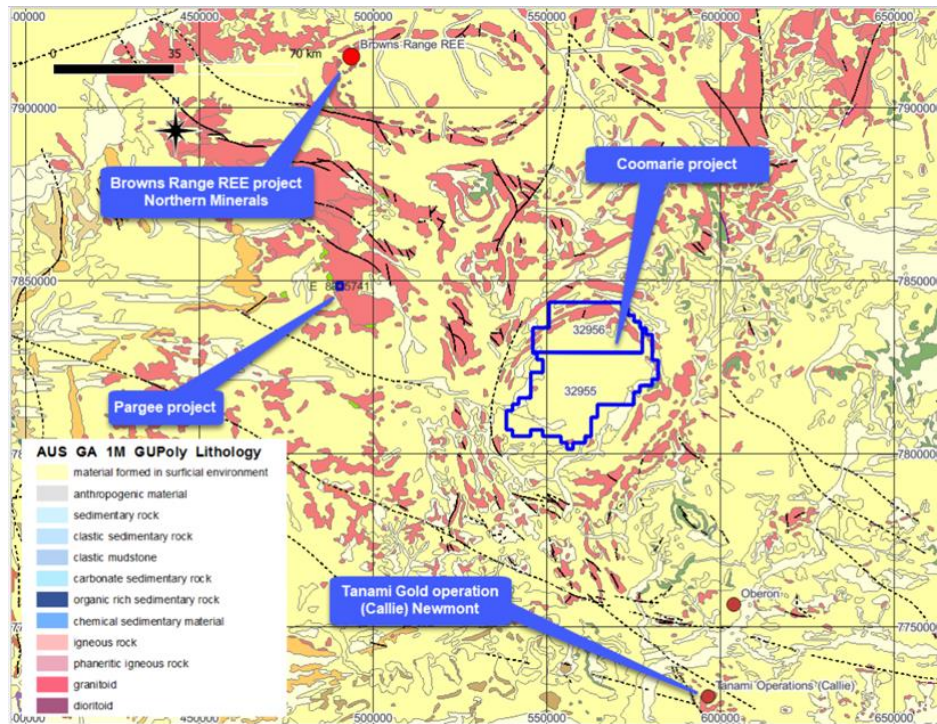 00000
450000
500000
550000
600000
650000
Browns Range REE
0
35
70 km
7900000
7900000
N
Browns Range REE project
Northern Minerals
Coomarie project
7850000
7850000
32956
32955
Pargee project
7800000
AUS GA 1M GUPoly Lithology
material formed in surficial environment
anthropogenic material
sedimentary rock
clastic sedimentary rock
clastic mudstone
carbonate sedimentary rock
organic rich sedimentary rock
chemical sedimentary material
igneous rock
phaneritic igneous rock
granitoid
dioritoid
Tanami Gold operation
(Callie) Newmont
Oberon
7750000
Tanami Operations (Callie)
450000
500000
550000
600000
650000